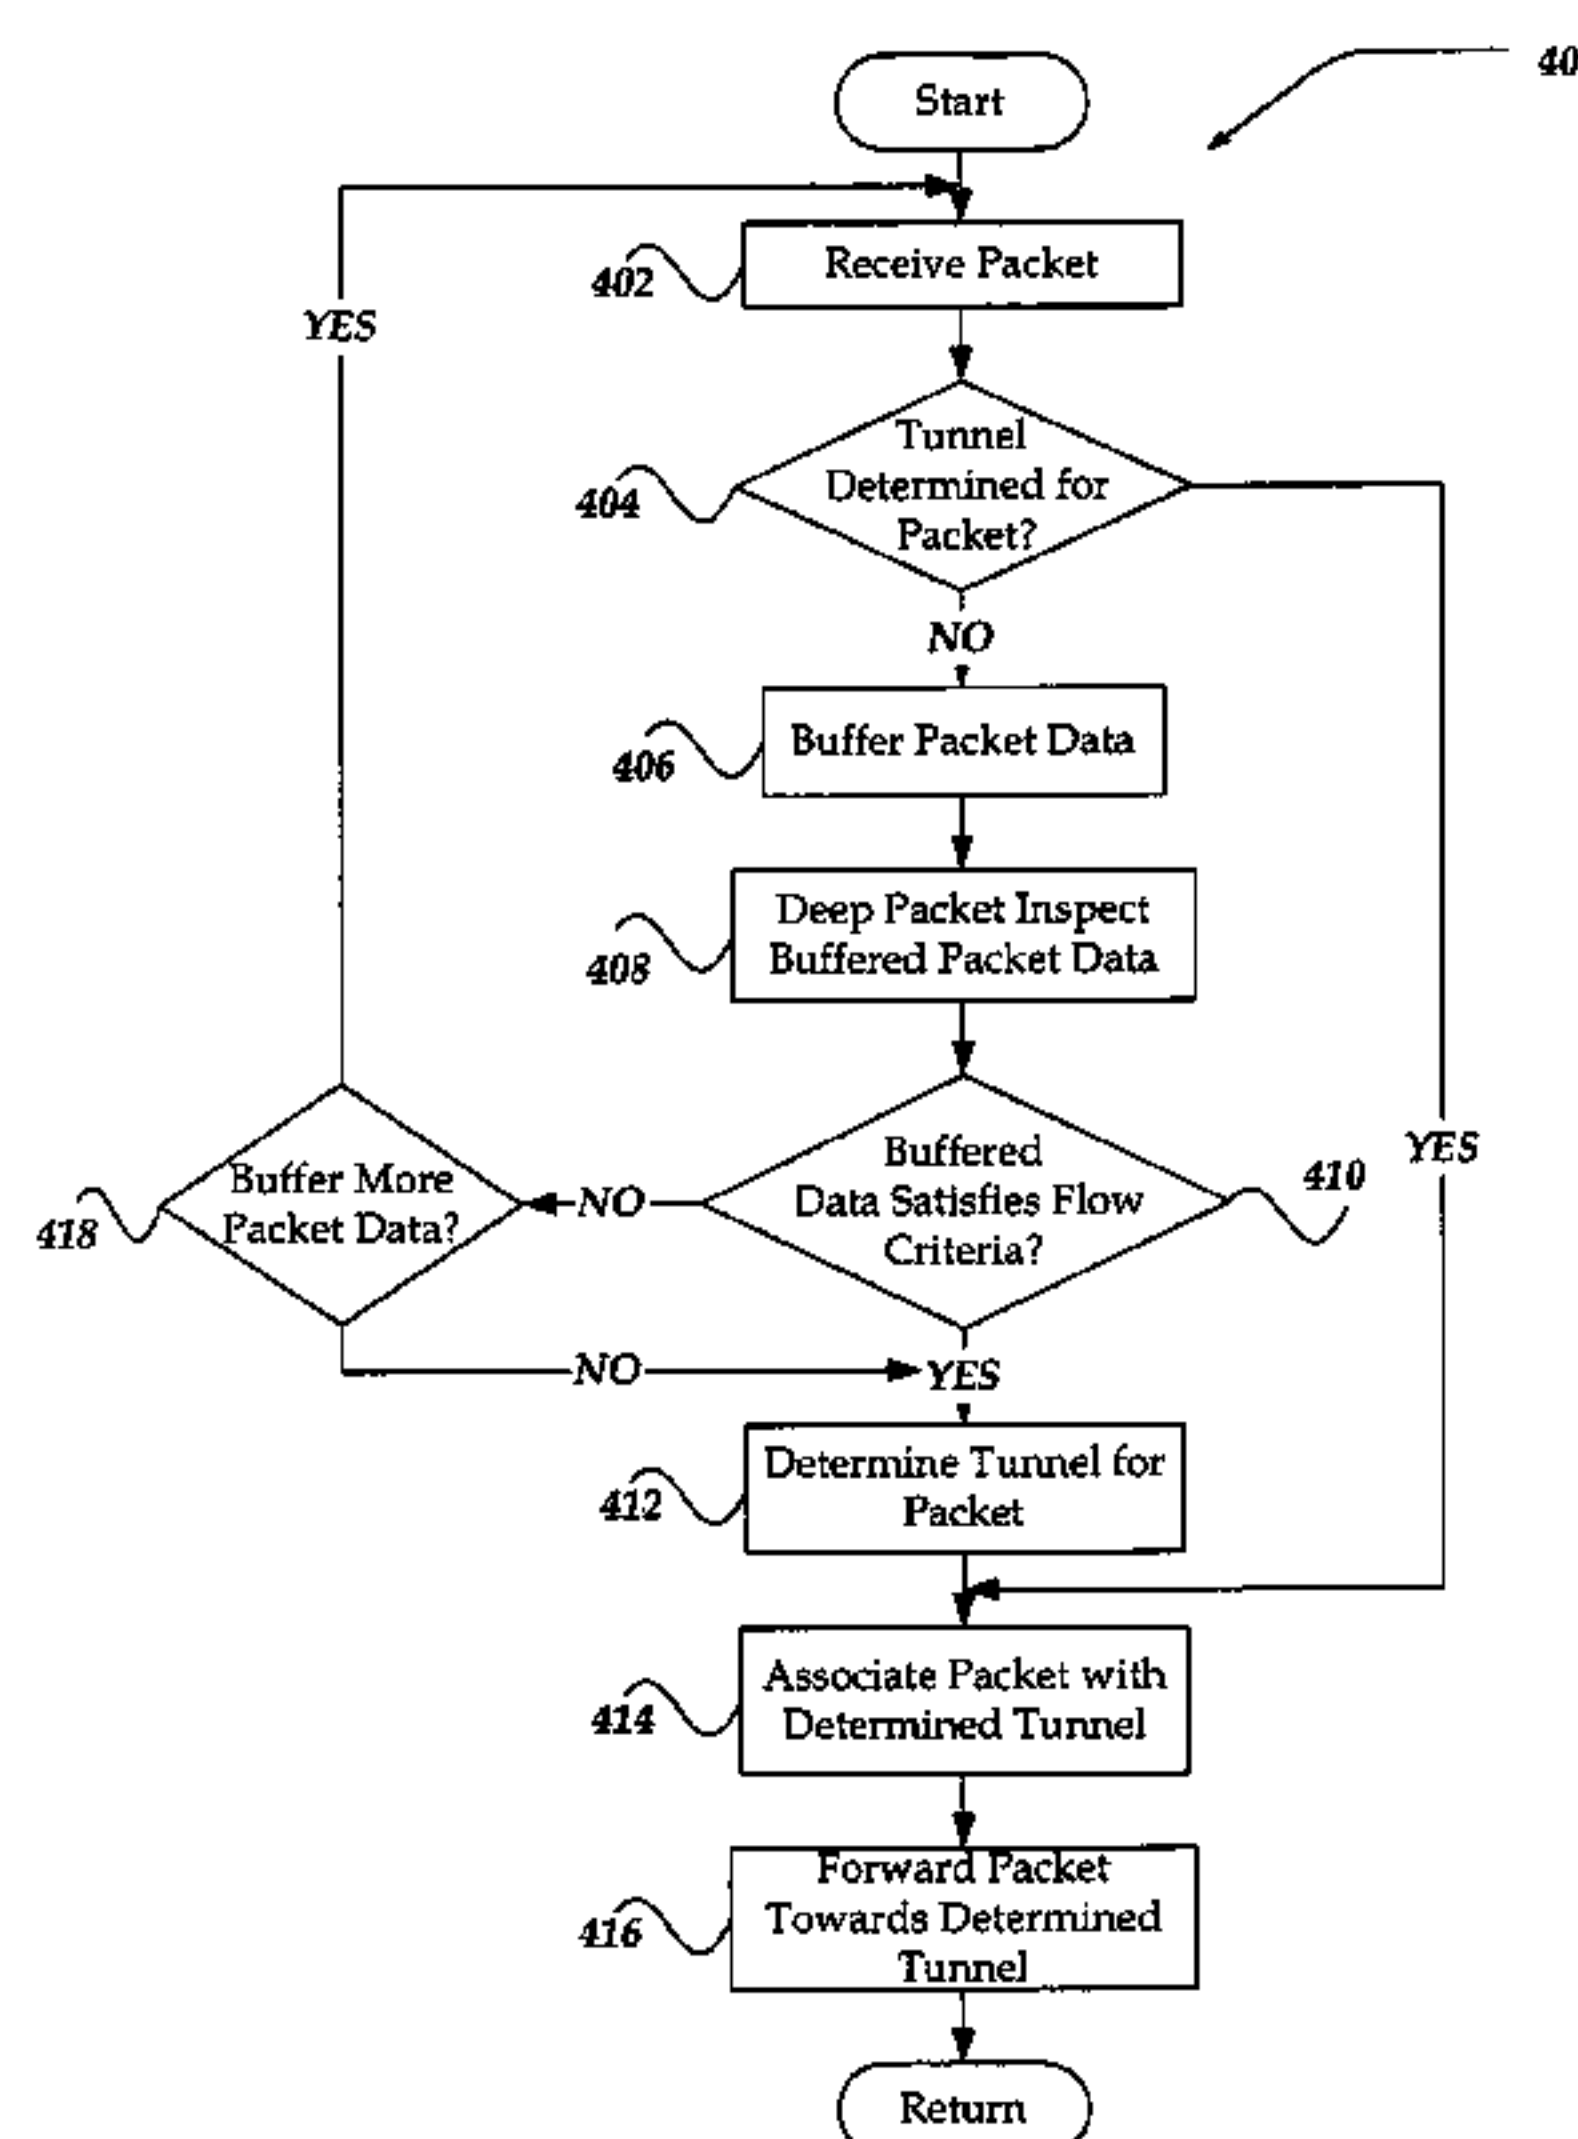 Start
40
Receive Packet
402
YES
Tunnel
Determined for
Packet?
404
NO
Buffer Packet Data
406
Deep Packet Inspect
Buffered Packet Data
408
Buffered
Data Satisfies Flow
Criteria?
410
YES
Buffer More
Packet Data?
418
NO
NO
YES
Determine Tunnel for
Packet
412
Associate Packet with
Determined Tunnel
414
Forward Packet
Towards Determined
Tunnel
416
Return